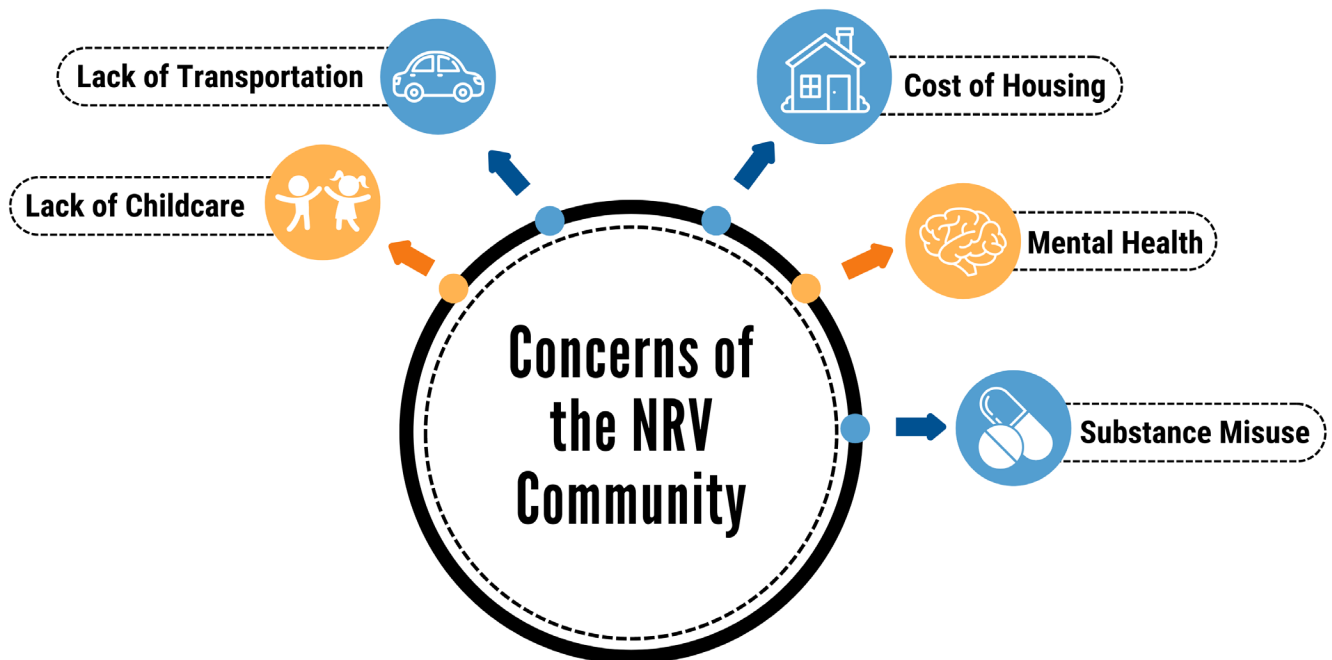 Lack of Transportation
Cost of Housing
Lack of Childcare
Mental Health
Concerns of
the NRV
Community
Substance Misuse